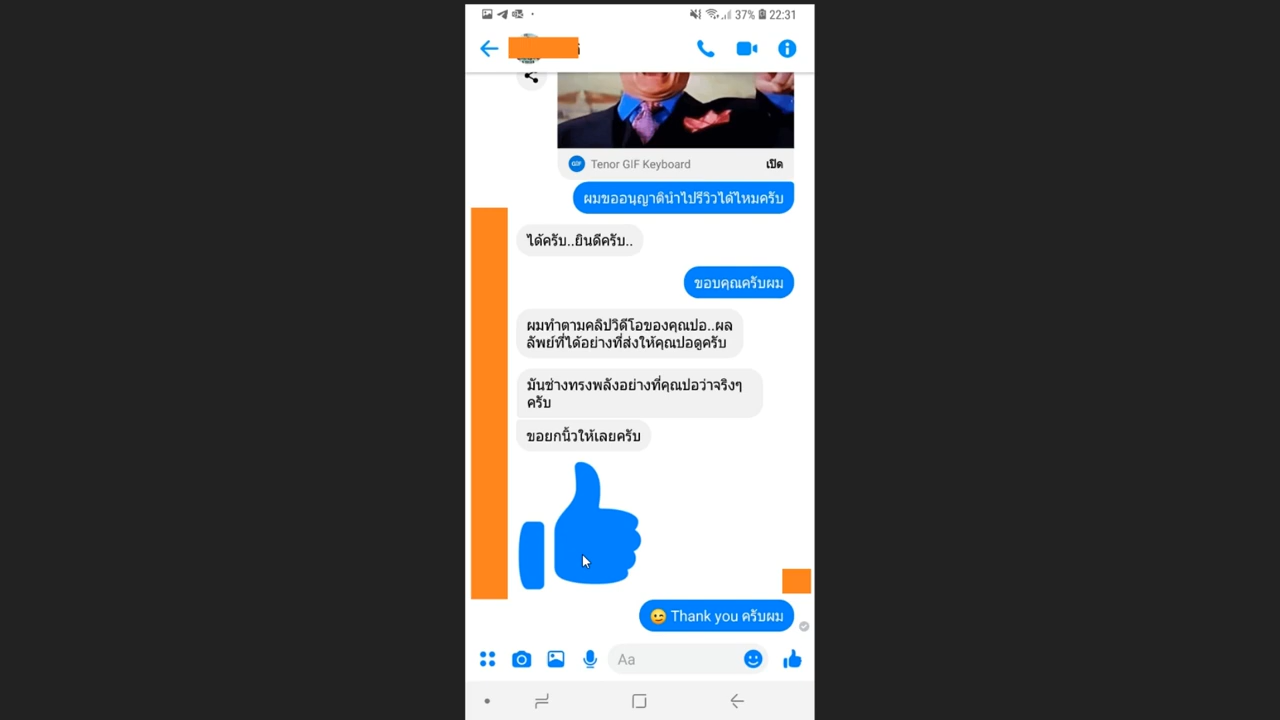 37% 22:31
Tenor GIF Keyboard เปิด
ผมขออนุญาตินำไปรีวิวได้ไหมครับ
ได้ครับ..ยินดีครับ..
ขอบคุณครับผม
ผมทำตามคลิปวิดีโอของคุณปอ..ผล
ลัพย์ที่ได้อย่างที่ส่งให้คุณปอดูครับ
มันช่างทรงพลังอย่างที่คุณปอว่าจริงๆ
ครับ
ขอยกนิ้วให้เลยครับ
😉 Thank you ครับผม
Aa